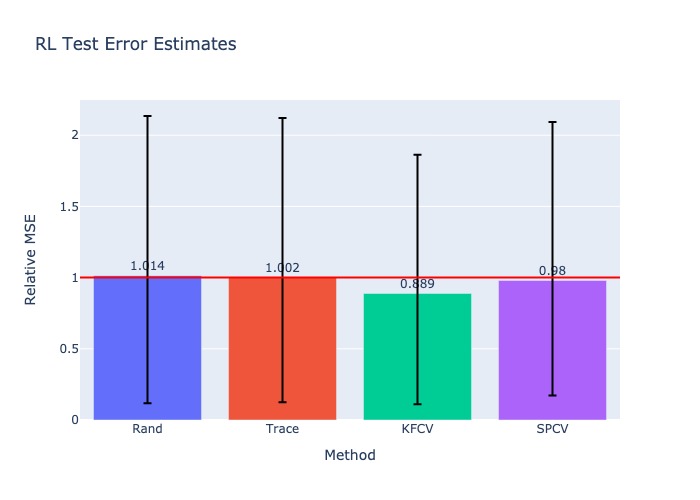 RL Test Error Estimates
Relative MSE
2
1.5
1
0.5
0
1.014
1.002
0.889
0.98
Rand
Trace
KFCV
SPCV
Method